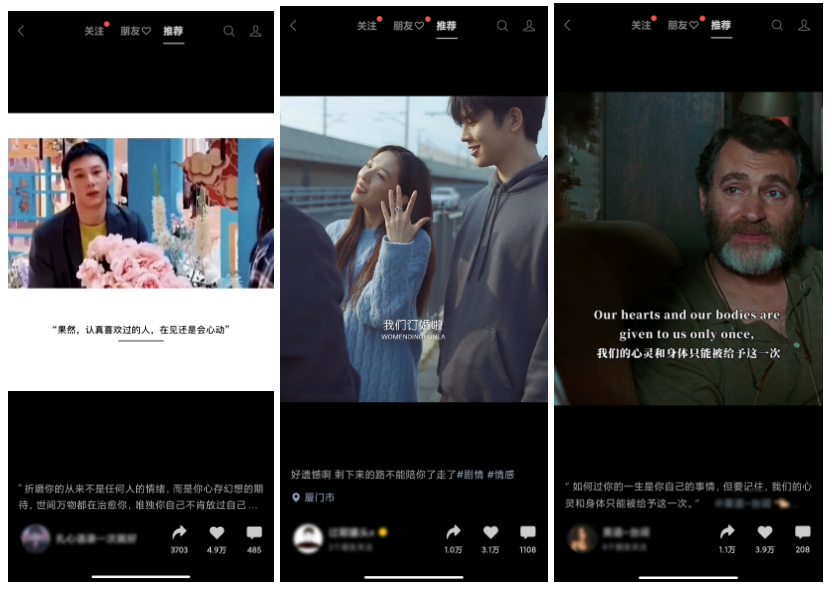 关注 朋友♡ 推荐
“果然，认真喜欢过的人，在见还是会心动”
“折磨你的从来不是任何人的情绪，而是你心存幻想的期
待，世间万物都在治愈你，唯独你自己不肯放过自己...
3703 4.9万 485
关注 朋友♡ 推荐
我们订婚啦
好遗憾啊 剩下来的路不能陪你了走了#剧情 #情感
厦门市
1.0万 3.1万 1108
关注 朋友♡ 推荐
Our hearts and our bodies are
given to us only once,
我们的心灵和身体只能被给予这一次
“如何过你的一生是你自己的事情，但要记住，我们的心
灵和身体只能被给予这一次。”
1.1万 3.9万 208